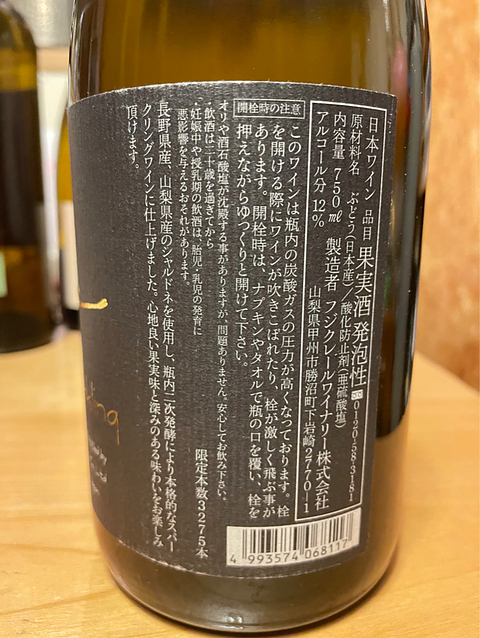 日本ワイン 品目 果実酒発泡性
原材料名 ぶどう(日本産) 酸化防止剤(亜硫酸塩)
内容量 750ml 製造者 フジクレールワイナリー株式会社
アルコール分 12% 山梨県甲州市勝沼町下岩崎2770-1
0120-58-3181
開栓時の注意
このワインは瓶内の炭酸ガスの圧力が高くなっております。栓
を開ける際にワインが吹きこぼれたり、栓が激しく飛ぶ事が
あります。開栓時は、ナプキンやタオルで瓶の口を覆い、栓を
押えながらゆっくりと開けて下さい。
オリや酒石酸塩が沈殿する事がありますが、問題ありません。安心してお飲み下さい。
・飲酒は二十歳を過ぎてから
・妊娠中や授乳期の飲酒は、胎児・乳児の発育に
悪影響を与えるおそれがあります。
限定本数3275本
長野県産、山梨県産のシャルドネを使用し、瓶内二次発酵により本格的なスパー
クリングワインに仕上げました。心地良い果実味と深みのある味わいをお楽しみ
頂けます。
4 993574 068117